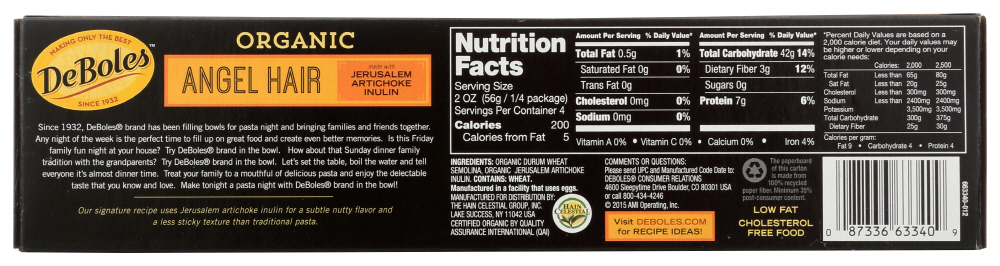 MAKING ONLY THE BEST
DeBoles™
SINCE 1932
ORGANIC
ANGEL HAIR
made with
JERUSALEM
ARTICHOKE
INULIN
Since 1932, DeBoles® brand has been filling bowls for pasta night and bringing families and friends together.
Any night of the week is the perfect time to fill up on great food and create even better memories. Is this Friday
family fun night at your house? Try DeBoles® brand in the bowl. How about that Sunday dinner family
tradition with the grandparents? Try DeBoles® brand in the bowl. Let's set the table, boil the water and tell
everyone it's almost dinner time. Treat your family to a mouthful of delicious pasta and enjoy the delectable
taste that you know and love. Make tonight a pasta night with DeBoles® brand in the bowl!
Our signature recipe uses Jerusalem artichoke inulin for a subtle nutty flavor and
a less sticky texture than traditional pasta.
Nutrition
Facts
Serving Size
2 OZ (56g / 1/4 package)
Servings Per Container 4
Calories 200
Calories from Fat 5
Amount Per Serving % Daily Value*
Total Fat 0.5g 1%
Saturated Fat 0g 0%
Trans Fat 0g
Cholesterol 0mg 0%
Sodium 0mg 0%
Amount Per Serving % Daily Value*
Total Carbohydrate 42g 14%
Dietary Fiber 3g 12%
Sugars 0g
Protein 7g 6%
Vitamin A 0% • Vitamin C 0% • Calcium 0% • Iron 4%
*Percent Daily Values are based on a
2,000 calorie diet. Your daily values may
be higher or lower depending on your
calorie needs:
Calories: 2,000 2,500
Total Fat Less than 65g 80g
Sat Fat Less than 20g 25g
Cholesterol Less than 300mg 300mg
Sodium Less than 2400mg 2400mg
Potassium 3,500mg 3,500mg
Total Carbohydrate 300g 375g
Dietary Fiber 25g 30g
Calories per gram:
Fat 9 • Carbohydrate 4 • Protein 4
INGREDIENTS: ORGANIC DURUM WHEAT
SEMOLINA, ORGANIC JERUSALEM ARTICHOKE
INULIN. CONTAINS: WHEAT.
Manufactured in a facility that uses eggs.
MANUFACTURED FOR DISTRIBUTION BY:
THE HAIN CELESTIAL GROUP, INC.
LAKE SUCCESS, NY 11042 USA
CERTIFIED ORGANIC BY QUALITY
ASSURANCE INTERNATIONAL (QAI)
HAIN
CELESTIAL
COMMENTS OR QUESTIONS:
Please send UPC and Manufactured Code Date to:
DEBOLES® CONSUMER RELATIONS
4600 Sleepytime Drive Boulder, CO 80301 USA
or call 800-434-4246
© 2015 AMI Operating, Inc.
Visit DEBOLES.COM
for RECIPE IDEAS!
The paperboard
of this carton
is made from
100% recycled
paper fiber. Minimum 35%
post-consumer content.
LOW FAT
CHOLESTEROL
FREE FOOD
663340-012
0 87336 63340 9